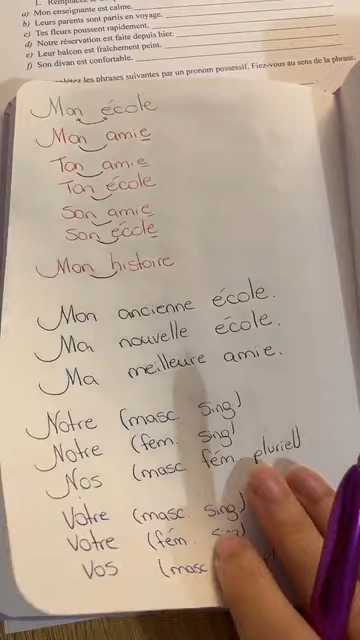 1. Remplacez
a) Mon enseignante est calme.
b) Leurs parents sont partis en voyage.
c) Tes fleurs poussent rapidement.
d) Notre réservation est faite depuis hier.
e) Leur balcon est fraîchement peint.
f) Son divan est confortable.
les phrases suivantes par un pronom possessif. Fiez-vous au sens de la phrase.
Mon école
Mon amie
Ton amie
Ton école
Son amie
Son école
Mon histoire
Mon ancienne école.
Ma nouvelle école.
Ma meilleure amie.
Notre (masc. sing)
Notre (fém. sing)
Nos (masc. fém. pluriel)
Votre (masc. sing)
Votre (fém.
Vos (masc